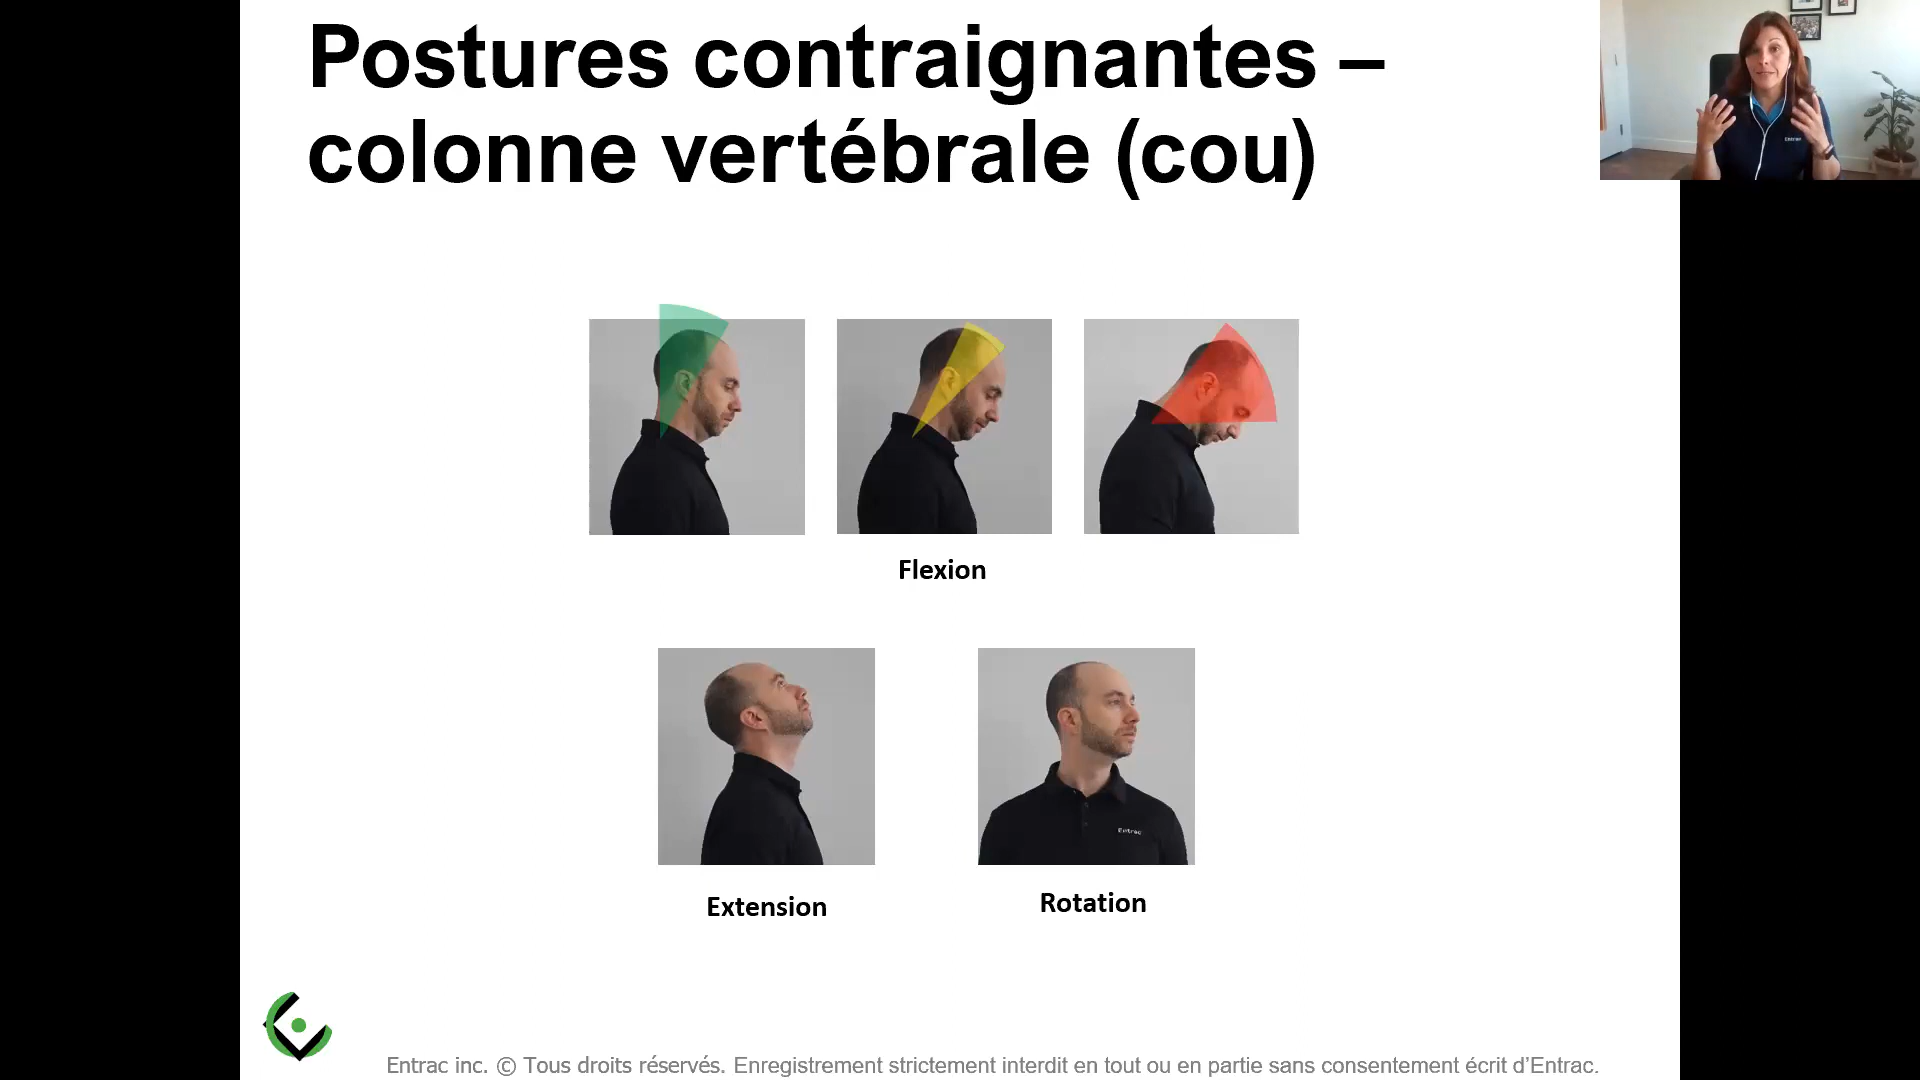 Postures contraignantes –
colonne vertébrale (cou)
Entrac
Flexion
Entrac
Extension
Rotation
Entrac inc. © Tous droits réservés. Enregistrement strictement interdit en tout ou en partie sans consentement écrit d’Entrac.